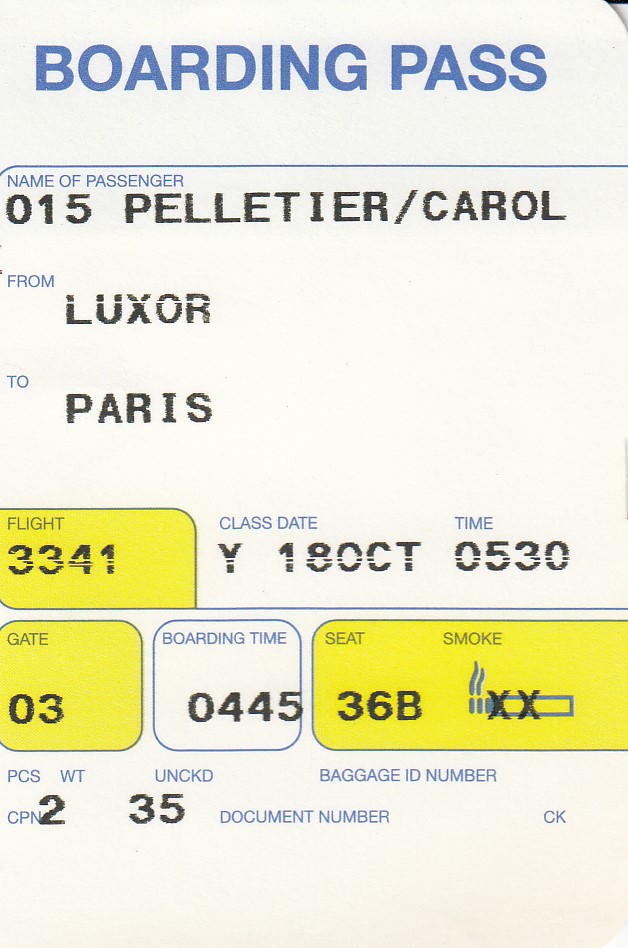 BOARDING PASS
NAME OF PASSENGER
015 PELLETIER/CAROL
FROM
LUXOR
TO
PARIS
FLIGHT CLASS DATE TIME
3341 Y 18OCT 0530
GATE BOARDING TIME SEAT SMOKE
03 0445 36B XX
PCS WT UNCKD BAGGAGE ID NUMBER
2 35
CPN DOCUMENT NUMBER CK